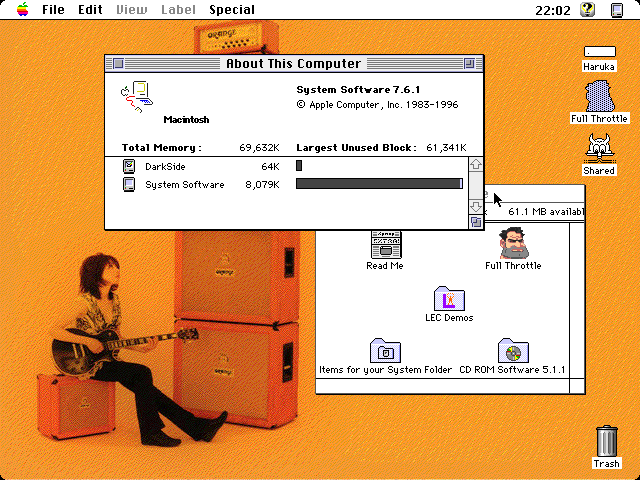 File Edit View Label Special 22:02
ORANGE
About This Computer
System Software 7.6.1
© Apple Computer, Inc. 1983-1996
Macintosh
Total Memory: 69,632K Largest Unused Block: 61,341K
DarkSide 64K
System Software 8,079K
Haruka
Full Throttle
Shared
61.1 MB availabl
EXTRA!
Read Me
Full Throttle
LEC Demos
Items for your System Folder
CD ROM Software 5.1.1
Trash